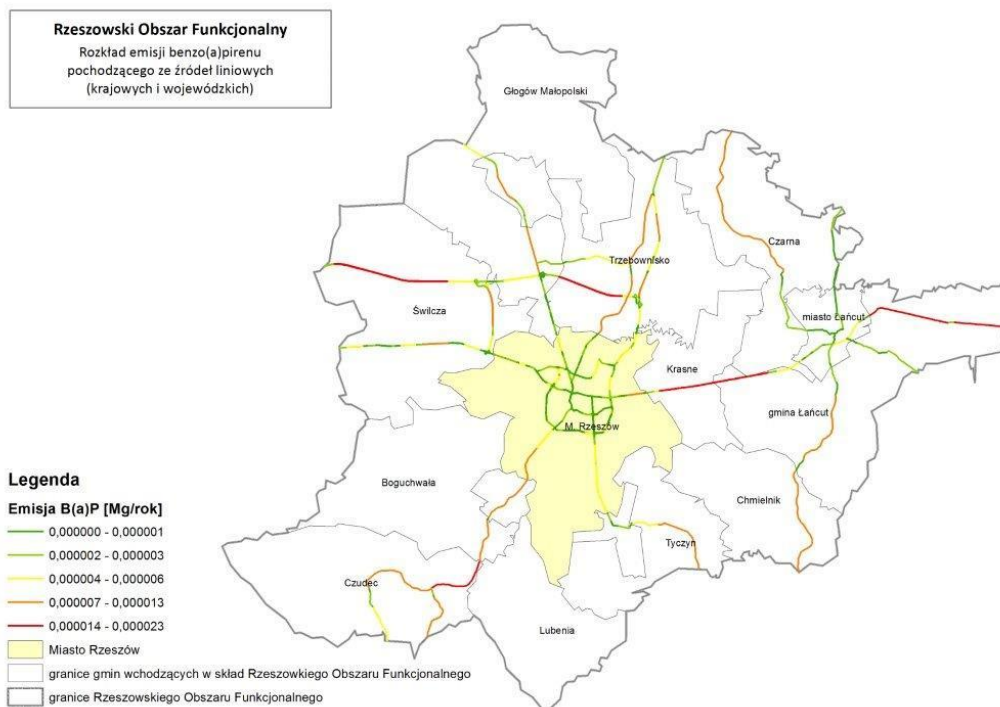 Rzeszowski Obszar Funkcjonalny
Rozkład emisji benzo(a)pirenu
pochodzącego ze źródeł liniowych
(krajowych i wojewódzkich)
Głogów Małopolski
Czarna
Trzebownisko
Świlcza
miasto Łańcut
Krasne
gmina Łańcut
M. Rzeszów
Boguchwała
Chmielnik
Tyczyn
Czudec
Lubenia
Legenda
Emisja B(a)P [Mg/rok]
0,000000 - 0,000001
0,000002 - 0,000003
0,000004 - 0,000006
0,000007 - 0,000013
0,000014 - 0,000023
Miasto Rzeszów
granice gmin wchodzących w skład Rzeszowkiego Obszaru Funkcjonalnego
granice Rzeszowskiego Obszaru Funkcjonalnego